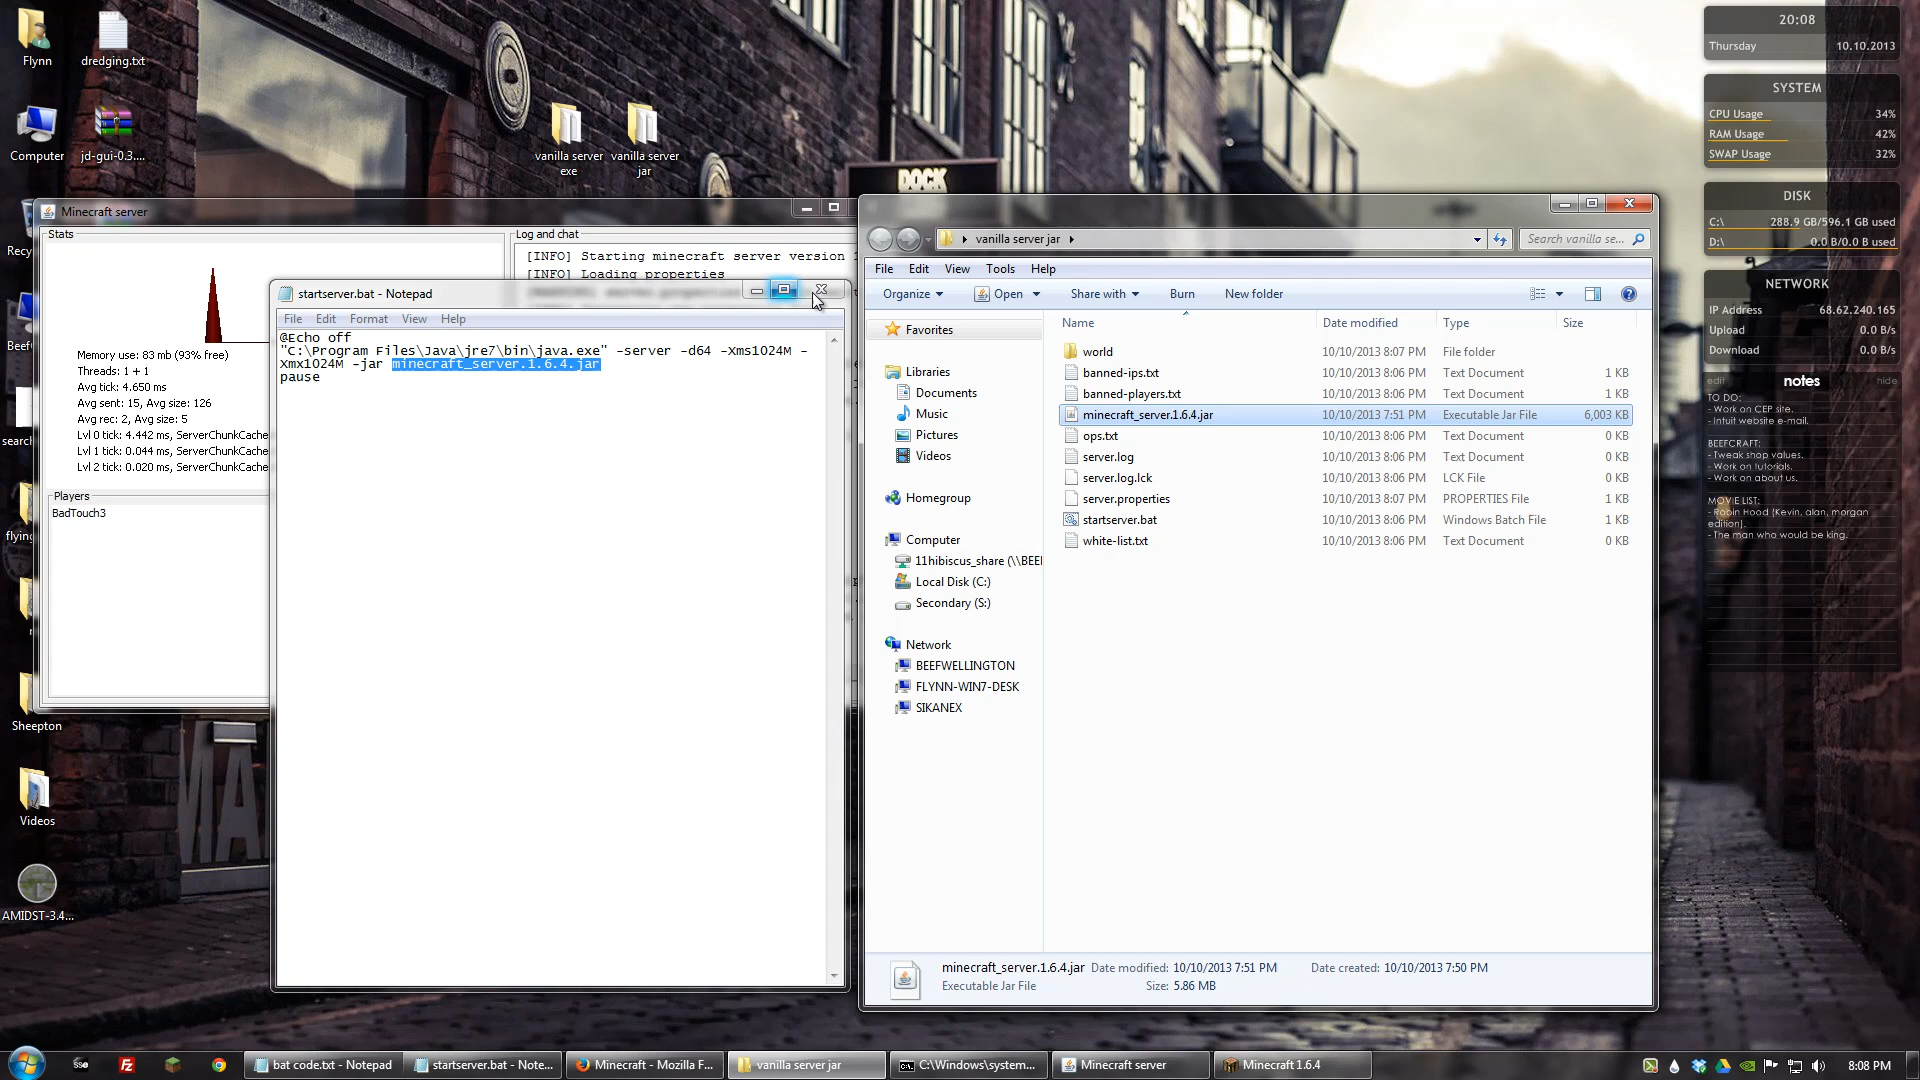 Flynn
dredging.txt
Computer
jd-gui-0.3....
vanilla server
exe
vanilla server
jar
DOCK
20:08
Thursday 10.10.2013
SYSTEM
CPU Usage 34%
RAM Usage 42%
SWAP Usage 32%
DISK
C:\ 288.9 GB/596.1 GB used
D:\ 0.0 B/0.0 B used
NETWORK
IP Address 68.62.240.165
Upload 0.0 B/s
Download 0.0 B/s
edit notes hide
TO DO:
- Work on CEP site.
- Intuit website e-mail.
BEEFCRAFT:
- Tweak shop values.
- Work on tutorials.
- Work on about us.
MOVIE LIST:
- Robin Hood (Kevin, alan, morgan
edition).
- The man who would be king.
Recy
Beef
search
flying
Sheepton
Videos
AMIDST-3.4...
Minecraft server
Stats
Log and chat
[INFO] Starting minecraft server version 1
[INFO] Loading properties
Memory use: 83 mb (93% free)
Threads: 1 + 1
Avg tick: 4.650 ms
Avg sent: 15, Avg size: 126
Avg rec: 2, Avg size: 5
Lvl 0 tick: 4.442 ms, ServerChunkCache
Lvl 1 tick: 0.044 ms, ServerChunkCache
Lvl 2 tick: 0.020 ms, ServerChunkCache
Players
BadTouch3
startserver.bat - Notepad
File Edit Format View Help
@Echo off
"C:\Program Files\Java\jre7\bin\java.exe" -server -d64 -Xms1024M -
Xmx1024M -jar minecraft_server.1.6.4.jar
pause
vanilla server jar
Search vanilla se...
File Edit View Tools Help
Organize Open Share with Burn New folder
Favorites
Libraries
Documents
Music
Pictures
Videos
Homegroup
Computer
11hibiscus_share (\\BEEF
Local Disk (C:)
Secondary (S:)
Network
BEEFWELLINGTON
FLYNN-WIN7-DESK
SIKANEX
Name Date modified Type Size
world 10/10/2013 8:07 PM File folder
banned-ips.txt 10/10/2013 8:06 PM Text Document 1 KB
banned-players.txt 10/10/2013 8:06 PM Text Document 1 KB
minecraft_server.1.6.4.jar 10/10/2013 7:51 PM Executable Jar File 6,003 KB
ops.txt 10/10/2013 8:06 PM Text Document 0 KB
server.log 10/10/2013 8:06 PM Text Document 0 KB
server.log.lck 10/10/2013 8:06 PM LCK File 0 KB
server.properties 10/10/2013 8:07 PM PROPERTIES File 1 KB
startserver.bat 10/10/2013 8:06 PM Windows Batch File 1 KB
white-list.txt 10/10/2013 8:06 PM Text Document 0 KB
minecraft_server.1.6.4.jar Date modified: 10/10/2013 7:51 PM Date created: 10/10/2013 7:50 PM
Executable Jar File Size: 5.86 MB
SSE
bat code.txt - Notepad
startserver.bat - Note...
Minecraft - Mozilla F...
vanilla server jar
C:\Windows\system...
Minecraft server
Minecraft 1.6.4
8:08 PM